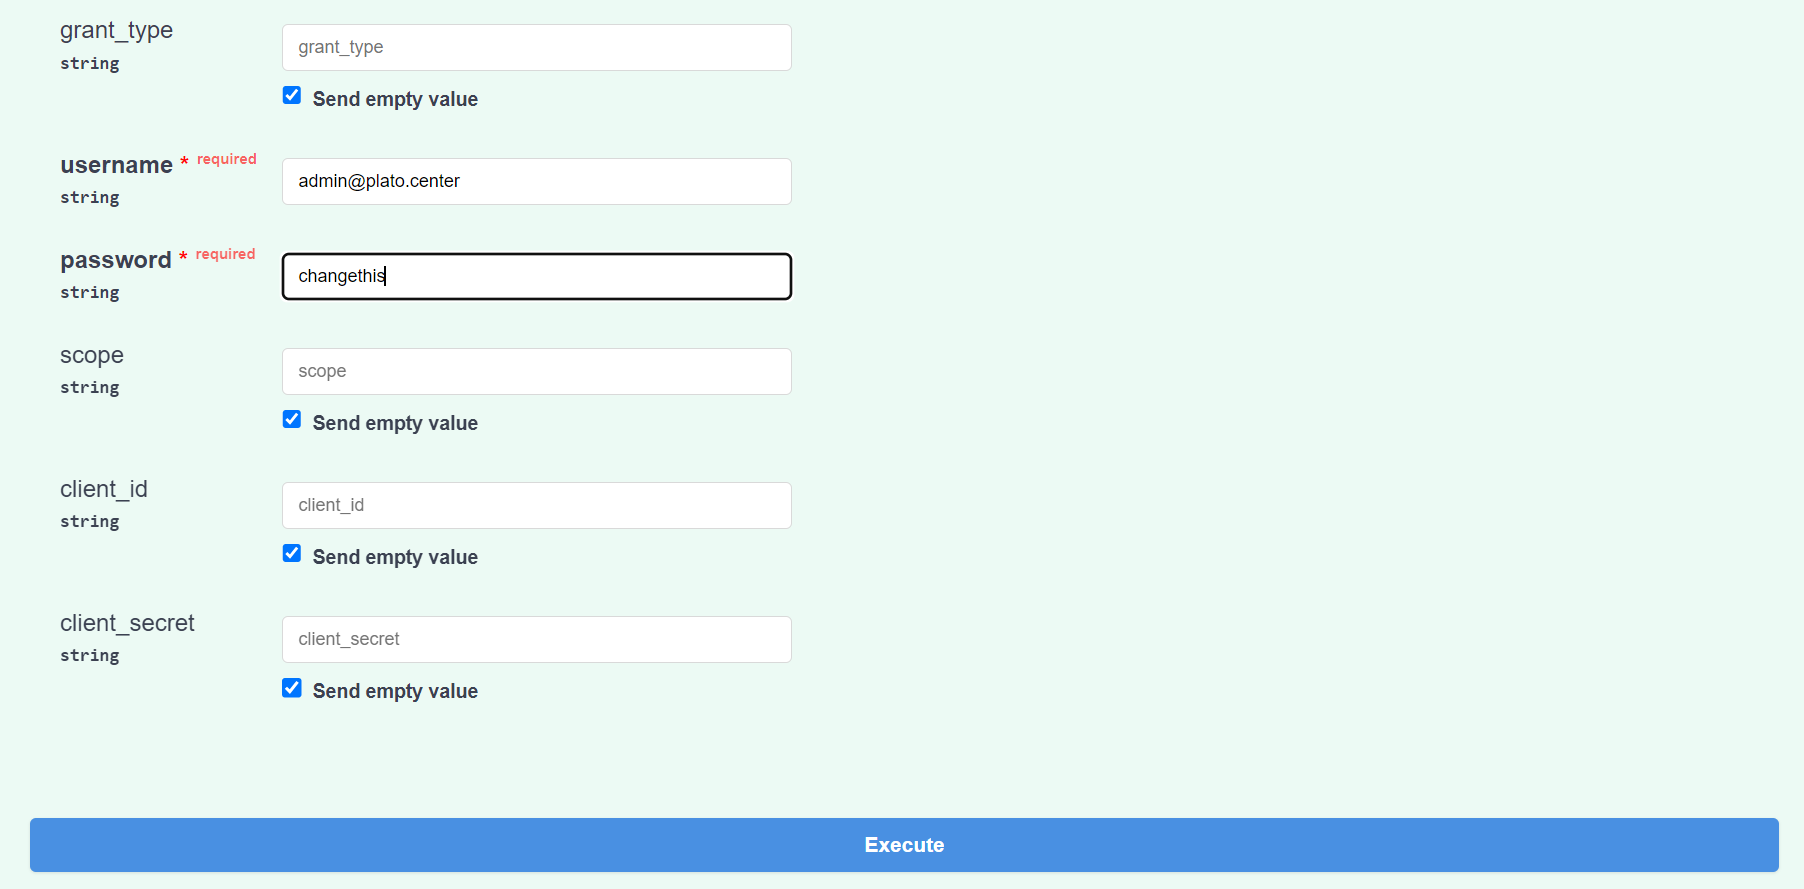 grant_type
string
grant_type
Send empty value
username * required
string
admin@plato.center
password * required
string
changethis
scope
string
scope
Send empty value
client_id
string
client_id
Send empty value
client_secret
string
client_secret
Send empty value
Execute